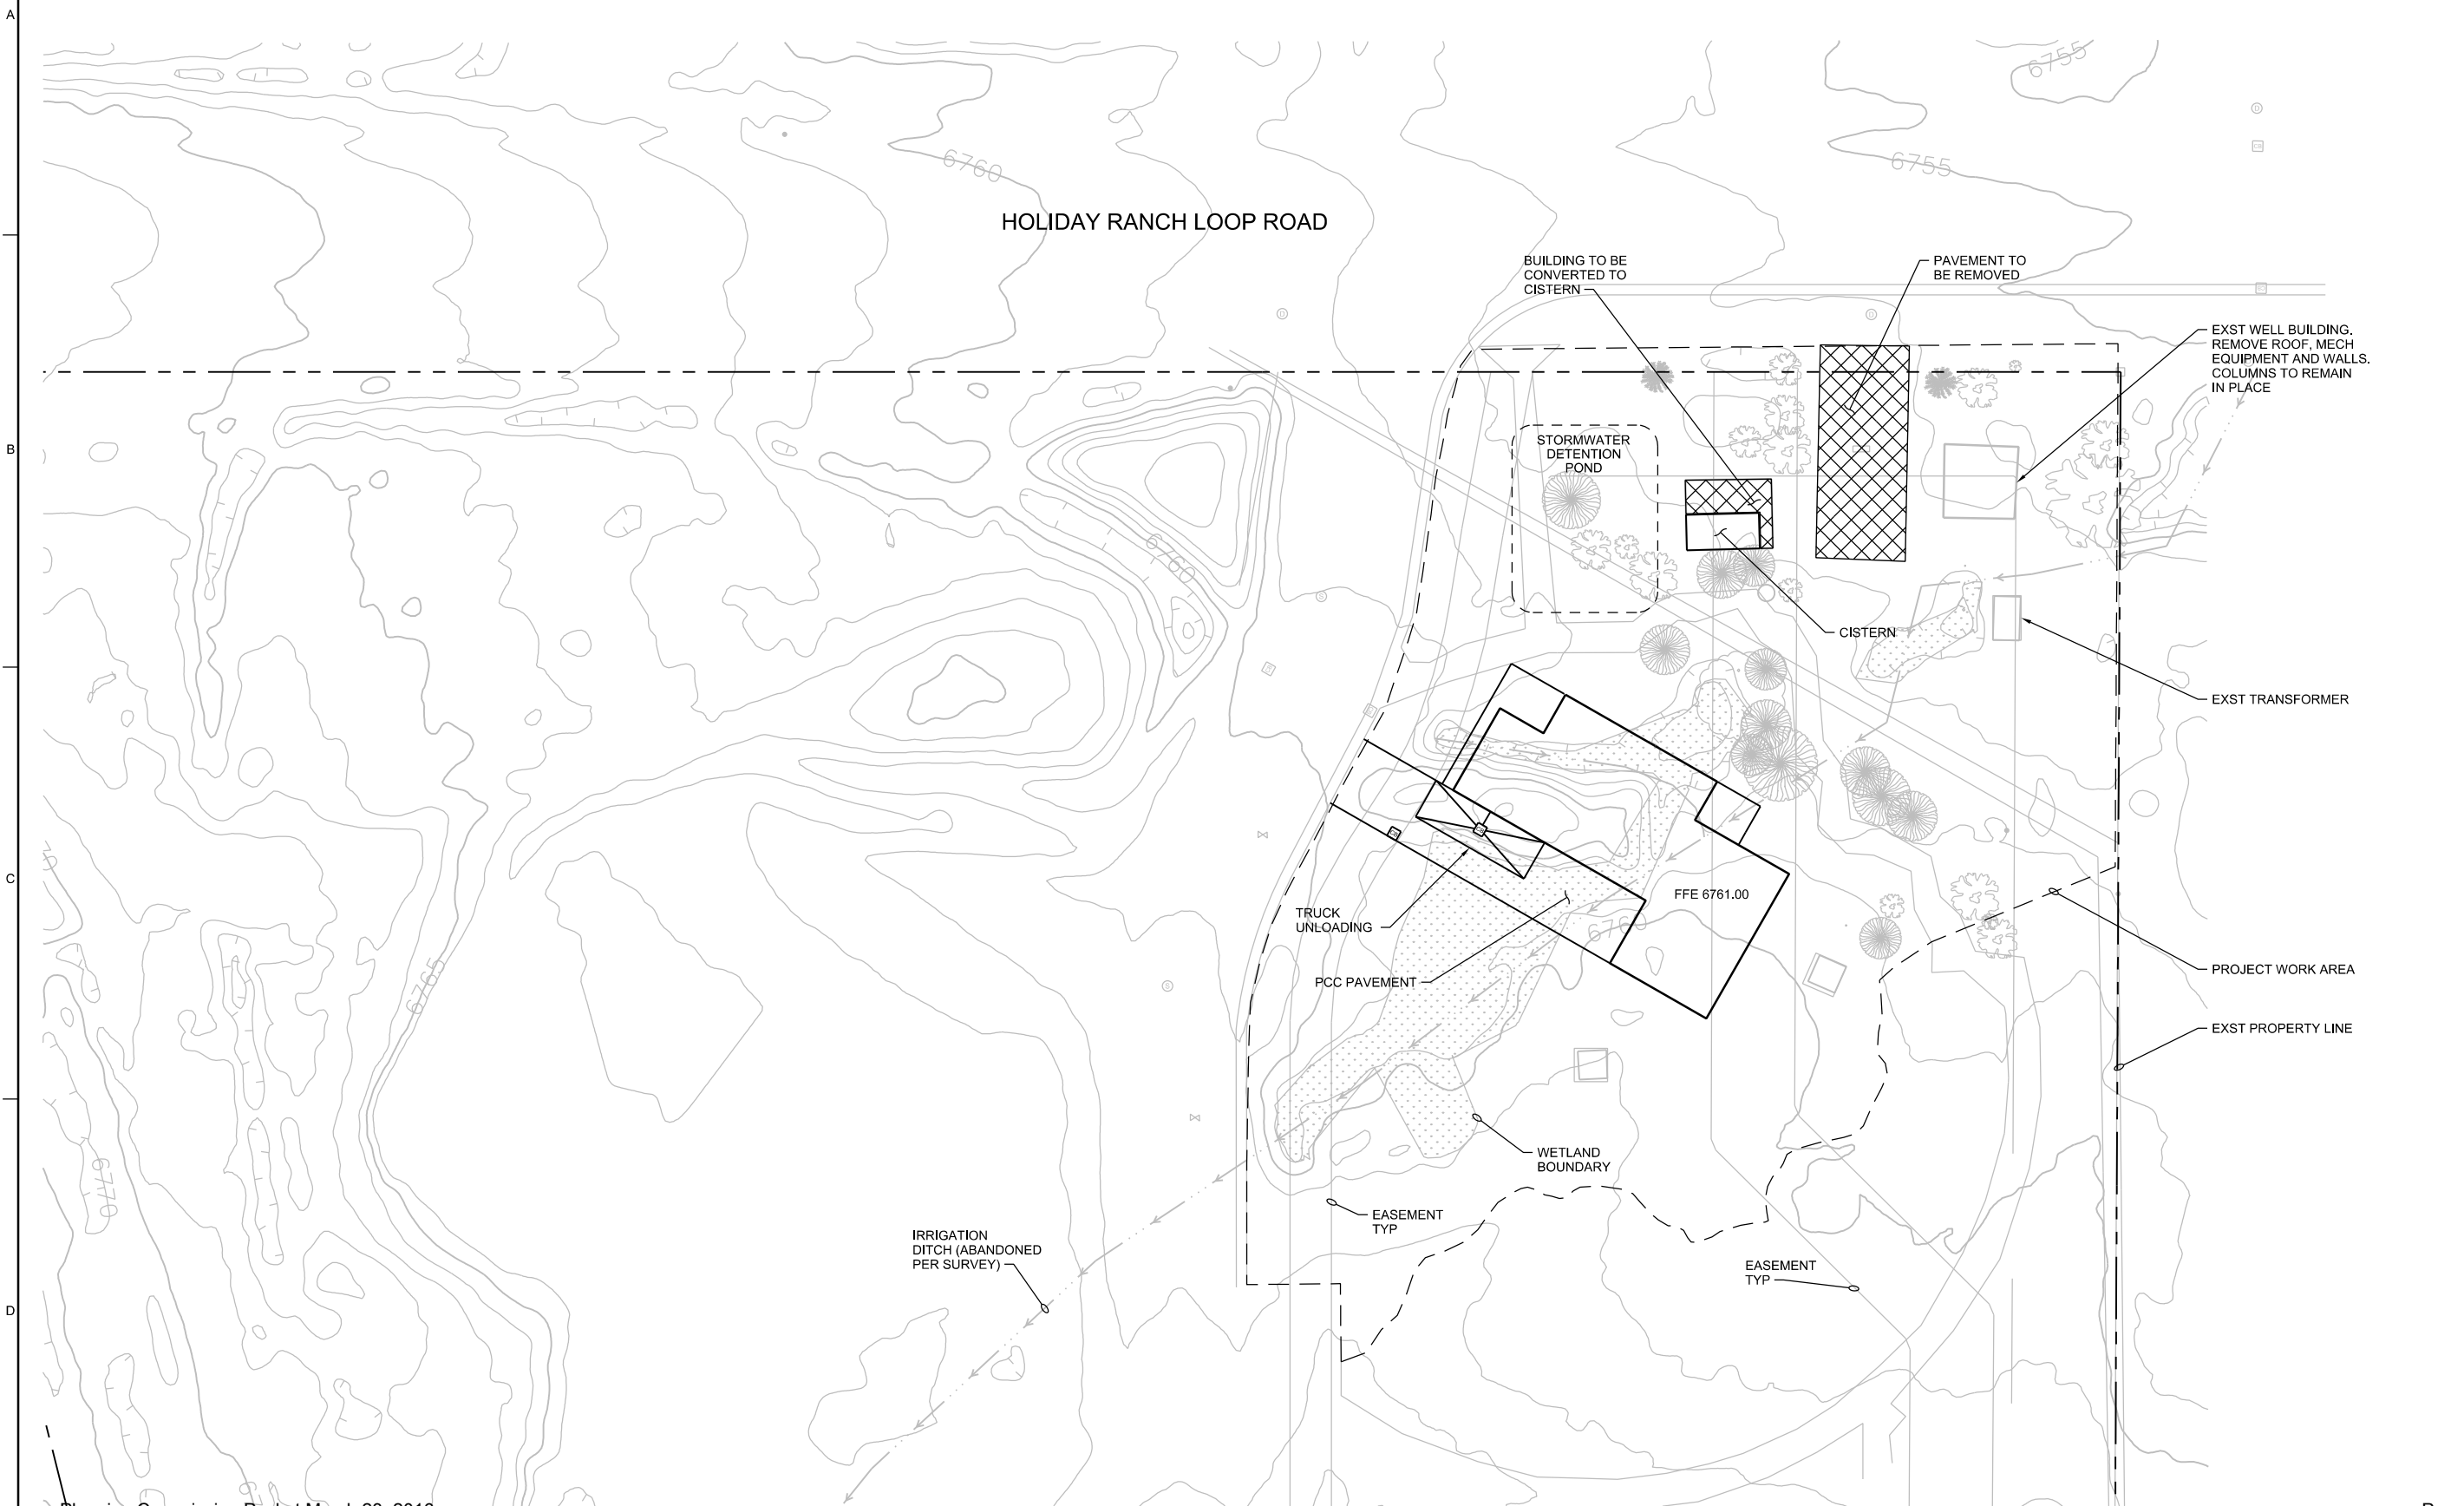 A
6755
6760
6755
HOLIDAY RANCH LOOP ROAD
BUILDING TO BE
CONVERTED TO
CISTERN
PAVEMENT TO
BE REMOVED
EXST WELL BUILDING,
REMOVE ROOF, MECH
EQUIPMENT AND WALLS.
COLUMNS TO REMAIN
IN PLACE
B
STORMWATER
DETENTION
POND
6760
CISTERN
EXST TRANSFORMER
C
FFE 6761.00
TRUCK
UNLOADING
6760
PCC PAVEMENT
PROJECT WORK AREA
6765
EXST PROPERTY LINE
WETLAND
BOUNDARY
6770
EASEMENT
TYP
IRRIGATION
DITCH (ABANDONED
PER SURVEY)
EASEMENT
TYP
D